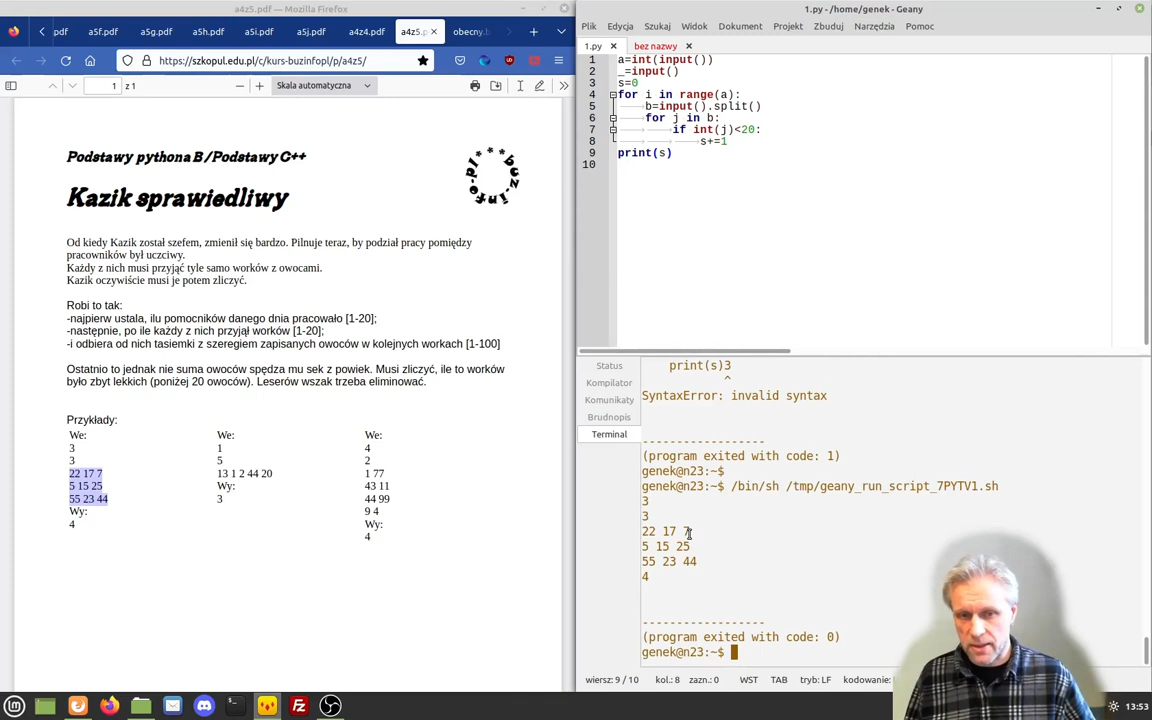 a4z5.pdf — Mozilla Firefox
.pdf
a5f.pdf
a5g.pdf
a5h.pdf
a5i.pdf
a5j.pdf
a4z4.pdf
a4z5.p
obecny.
https://szkopul.edu.pl/c/kurs-buzinfopl/p/a4z5/
1 z 1
Skala automatyczna
Podstawy pythona B / Podstawy C++
buz-info.pl
Kazik sprawiedliwy
Od kiedy Kazik został szefem, zmienił się bardzo. Pilnuje teraz, by podział pracy pomiędzy
pracowników był uczciwy.
Każdy z nich musi przyjąć tyle samo worków z owocami.
Kazik oczywiście musi je potem zliczyć.
Robi to tak:
-najpierw ustala, ilu pomocników danego dnia pracowało [1-20];
-następnie, po ile każdy z nich przyjął worków [1-20];
-i odbiera od nich tasiemki z szeregiem zapisanych owoców w kolejnych workach [1-100]
Ostatnio to jednak nie suma owoców spędza mu sek z powiek. Musi zliczyć, ile to worków
było zbyt lekkich (poniżej 20 owoców). Leserów wszak trzeba eliminować.
Przykłady:
We:
3
3
22 17 7
5 15 25
55 23 44
Wy:
4
We:
1
5
13 1 2 44 20
Wy:
3
We:
4
2
1 77
43 11
44 99
9 4
Wy:
4
1.py - /home/genek - Geany
Plik Edycja Szukaj Widok Dokument Projekt Zbuduj Narzędzia Pomoc
1.py
bez nazwy
1 a=int(input())
2 _=input()
3 s=0
4 for i in range(a):
5 b=input().split()
6 for j in b:
7 if int(j)<20:
8 s+=1
9 print(s)
10
Status
Kompilator
Komunikaty
Brudnopis
Terminal
print(s)3
^
SyntaxError: invalid syntax
------------------
(program exited with code: 1)
genek@n23:~$
genek@n23:~$ /bin/sh /tmp/geany_run_script_7PYTV1.sh
3
3
22 17 7
5 15 25
55 23 44
4
------------------
(program exited with code: 0)
genek@n23:~$
wiersz: 9 / 10 kol.: 8 zazn.: 0 WST TAB tryb: LF kodowanie:
13:53